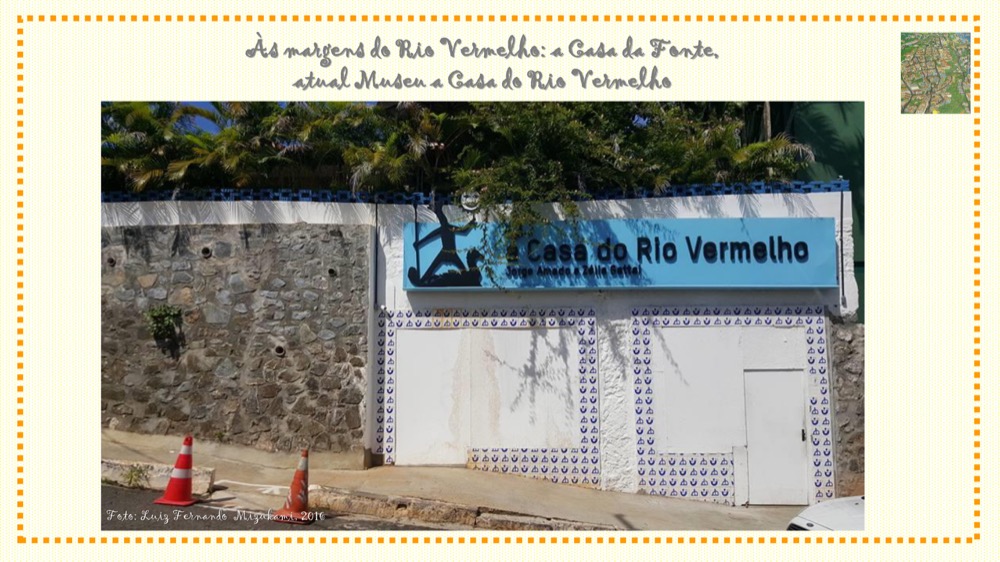 Às margens do Rio Vermelho: a Casa da Fonte,
atual Museu a Casa do Rio Vermelho
a Casa do Rio Vermelho
Jorge Amado e Zélia Gattai
Foto: Luiz Fernando Mizukami, 2016